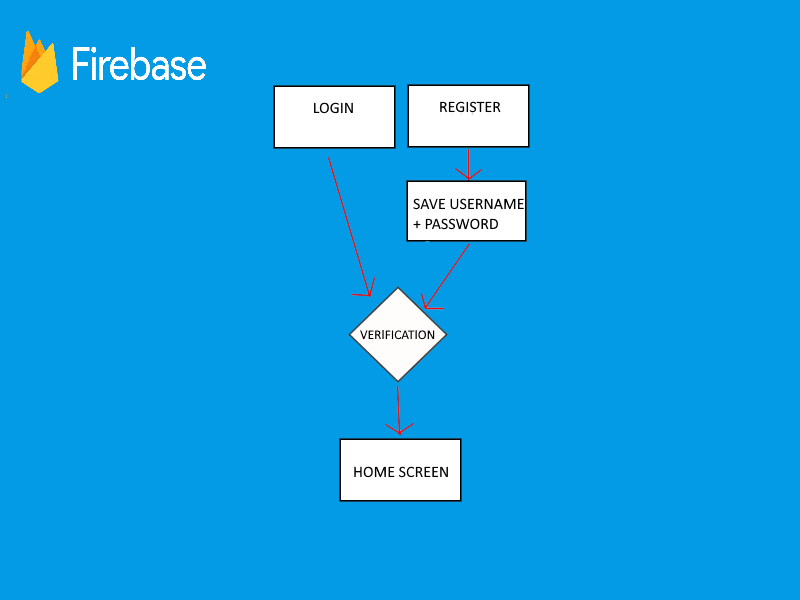 Firebase
LOGIN
REGISTER
SAVE USERNAME
+ PASSWORD
VERIFICATION
HOME SCREEN